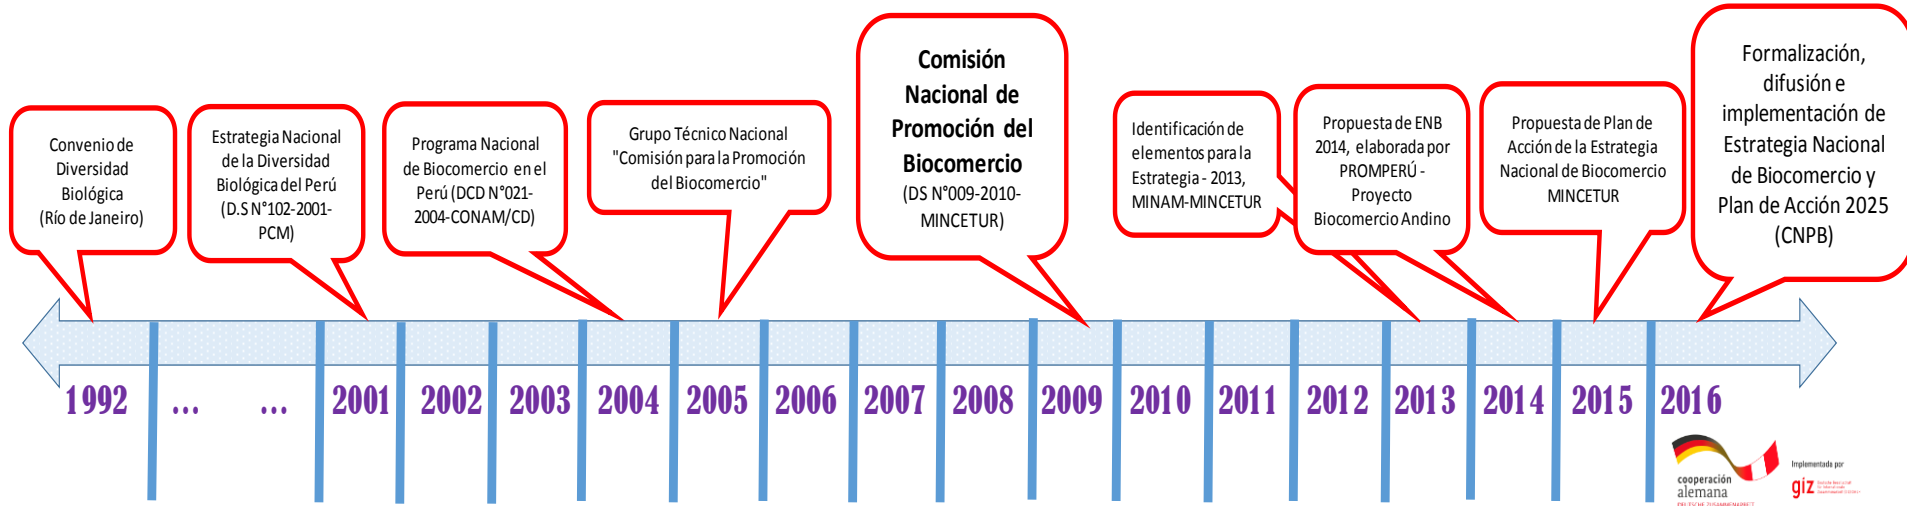 Convenio de
Diversidad
Biológica
(Río de Janeiro)
Estrategia Nacional
de la Diversidad
Biológica del Perú
(D.S N°102-2001-
PCM)
Programa Nacional
de Biocomercio en el
Perú (DCD N°021-
2004-CONAM/CD)
Grupo Técnico Nacional
"Comisión para la Promoción
del Biocomercio"
Comisión
Nacional de
Promoción del
Biocomercio
(DS N°009-2010-
MINCETUR)
Identificación de
elementos para la
Estrategia - 2013,
MINAM-MINCETUR
Propuesta de ENB
2014, elaborada por
PROMPERÚ -
Proyecto
Biocomercio Andino
Propuesta de Plan de
Acción de la Estrategia
Nacional de Biocomercio
MINCETUR
Formalización,
difusión e
implementación de
Estrategia Nacional
de Biocomercio y
Plan de Acción 2025
(CNPB)
1992 ... ... 2001 2002 2003 2004 2005 2006 2007 2008 2009 2010 2011 2012 2013 2014 2015 2016
cooperación
alemana
DEUTSCHE ZUSAMMENARBEIT
Implementada por
giz